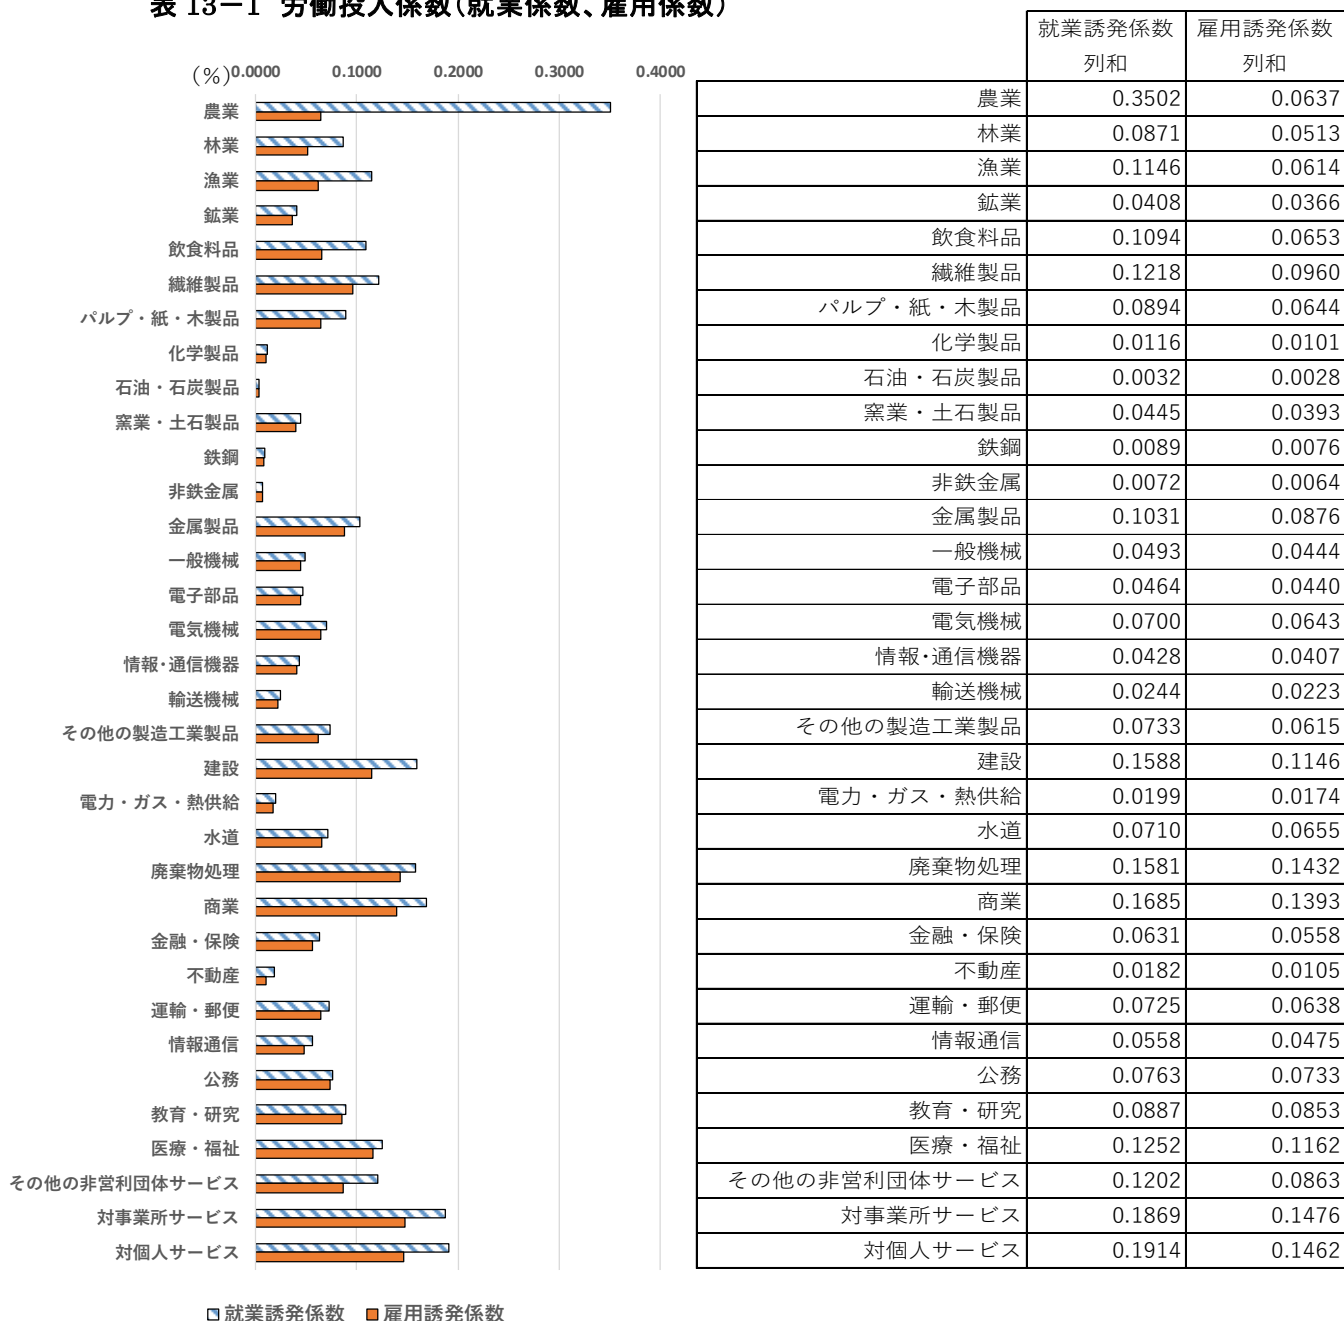 表 13－1 労働投入係数（就業係数、雇用係数）
就業誘発係数 雇用誘発係数
列和 列和
（%） 0.0000 0.1000 0.2000 0.3000 0.4000
農業
林業
漁業
鉱業
飲食料品
繊維製品
パルプ・紙・木製品
化学製品
石油・石炭製品
窯業・土石製品
鉄鋼
非鉄金属
金属製品
一般機械
電子部品
電気機械
情報・通信機器
輸送機械
その他の製造工業製品
建設
電力・ガス・熱供給
水道
廃棄物処理
商業
金融・保険
不動産
運輸・郵便
情報通信
公務
教育・研究
医療・福祉
その他の非営利団体サービス
対事業所サービス
対個人サービス
就業誘発係数 雇用誘発係数
農業 0.3502 0.0637
林業 0.0871 0.0513
漁業 0.1146 0.0614
鉱業 0.0408 0.0366
飲食料品 0.1094 0.0653
繊維製品 0.1218 0.0960
パルプ・紙・木製品 0.0894 0.0644
化学製品 0.0116 0.0101
石油・石炭製品 0.0032 0.0028
窯業・土石製品 0.0445 0.0393
鉄鋼 0.0089 0.0076
非鉄金属 0.0072 0.0064
金属製品 0.1031 0.0876
一般機械 0.0493 0.0444
電子部品 0.0464 0.0440
電気機械 0.0700 0.0643
情報・通信機器 0.0428 0.0407
輸送機械 0.0244 0.0223
その他の製造工業製品 0.0733 0.0615
建設 0.1588 0.1146
電力・ガス・熱供給 0.0199 0.0174
水道 0.0710 0.0655
廃棄物処理 0.1581 0.1432
商業 0.1685 0.1393
金融・保険 0.0631 0.0558
不動産 0.0182 0.0105
運輸・郵便 0.0725 0.0638
情報通信 0.0558 0.0475
公務 0.0763 0.0733
教育・研究 0.0887 0.0853
医療・福祉 0.1252 0.1162
その他の非営利団体サービス 0.1202 0.0863
対事業所サービス 0.1869 0.1476
対個人サービス 0.1914 0.1462